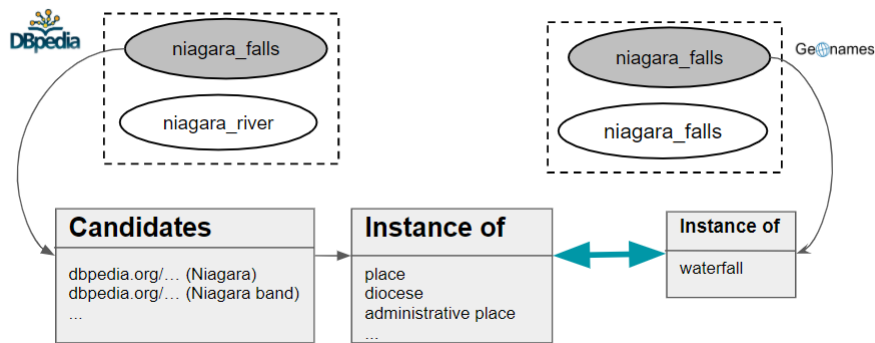 DBpedia
niagara_falls
niagara_river
niagara_falls
niagara_falls
Geonames
Candidates
dbpedia.org/… (Niagara)
dbpedia.org/… (Niagara band)
...
Instance of
place
diocese
administrative place
...
Instance of
waterfall